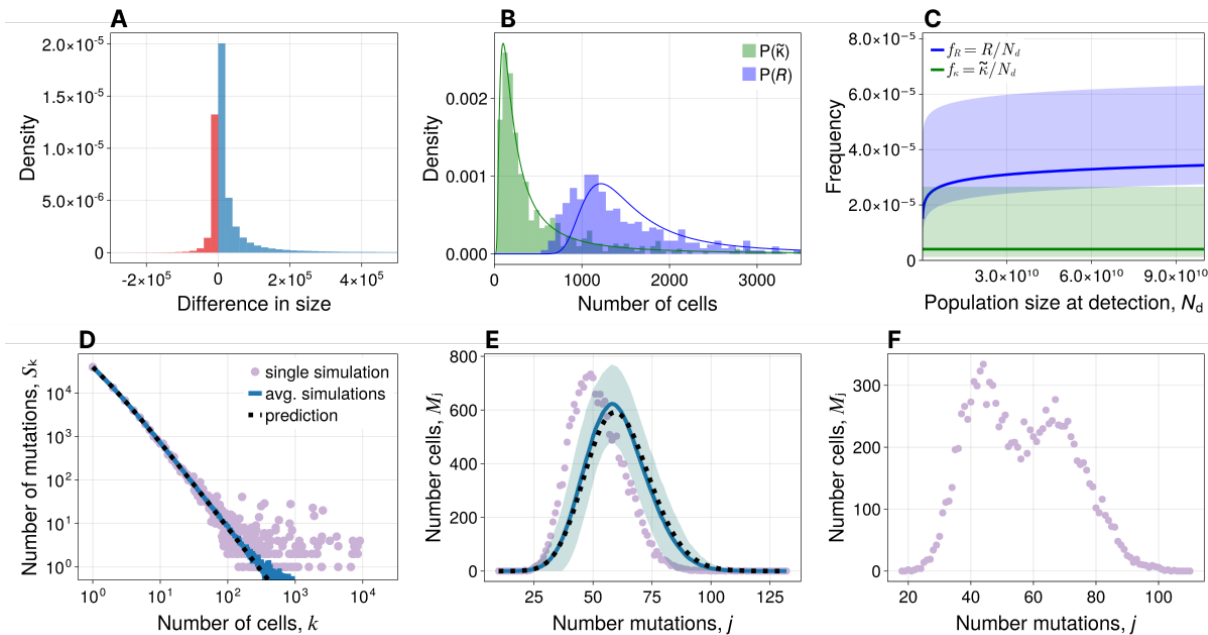 A
2.0×10⁻⁵
1.5×10⁻⁵
1.0×10⁻⁵
5.0×10⁻⁶
0
Density
-2×10⁵ 0 2×10⁵ 4×10⁵
Difference in size
B
P(κ̃)
P(R)
0.002
0.001
0.000
Density
0 1000 2000 3000
Number of cells
C
f_R = R/N_d
f_κ = κ̃/N_d
8.0×10⁻⁵
6.0×10⁻⁵
4.0×10⁻⁵
2.0×10⁻⁵
0
Frequency
3.0×10¹⁰ 6.0×10¹⁰ 9.0×10¹⁰
Population size at detection, N_d
D
single simulation
avg. simulations
prediction
10⁴
10³
10²
10¹
10⁰
Number of mutations, S_k
10⁰ 10¹ 10² 10³ 10⁴
Number of cells, k
E
800
600
400
200
0
Number cells, M_j
25 50 75 100 125
Number mutations, j
F
300
200
100
0
Number cells, M_j
20 40 60 80 100
Number mutations, j